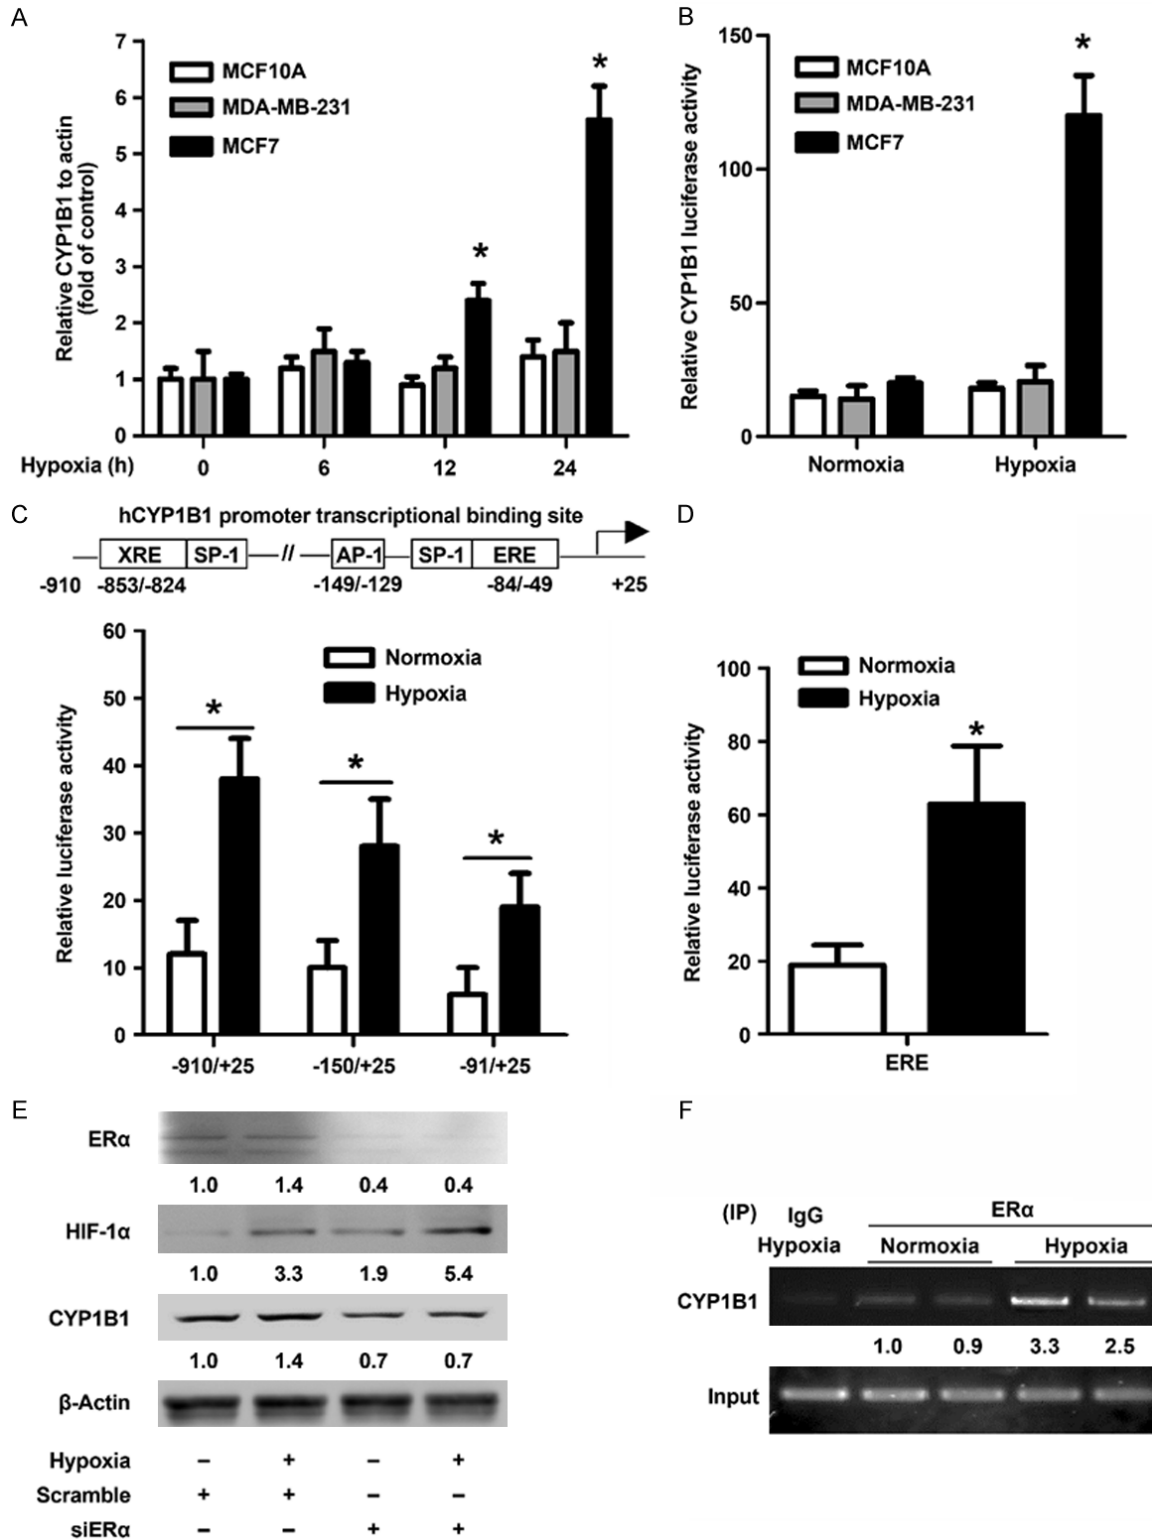 A
Relative CYP1B1 to actin
(fold of control)
7
6
5
4
3
2
1
0
MCF10A
MDA-MB-231
MCF7
*
*
Hypoxia (h)
0
6
12
24
B
Relative CYP1B1 luciferase activity
150
100
50
0
MCF10A
MDA-MB-231
MCF7
*
Normoxia
Hypoxia
C
hCYP1B1 promoter transcriptional binding site
XRE SP-1 // AP-1 SP-1 ERE
-910 -853/-824 -149/-129 -84/-49 +25
Relative luciferase activity
60
50
40
30
20
10
0
Normoxia
Hypoxia
*
*
*
-910/+25
-150/+25
-91/+25
D
Relative luciferase activity
100
80
60
40
20
0
Normoxia
Hypoxia
*
ERE
E
ERα
1.0 1.4 0.4 0.4
HIF-1α
1.0 3.3 1.9 5.4
CYP1B1
1.0 1.4 0.7 0.7
β-Actin
Hypoxia – + – +
Scramble + + – –
siERα – – + +
F
(IP) IgG ERα
Hypoxia Normoxia Hypoxia
CYP1B1
1.0 0.9 3.3 2.5
Input